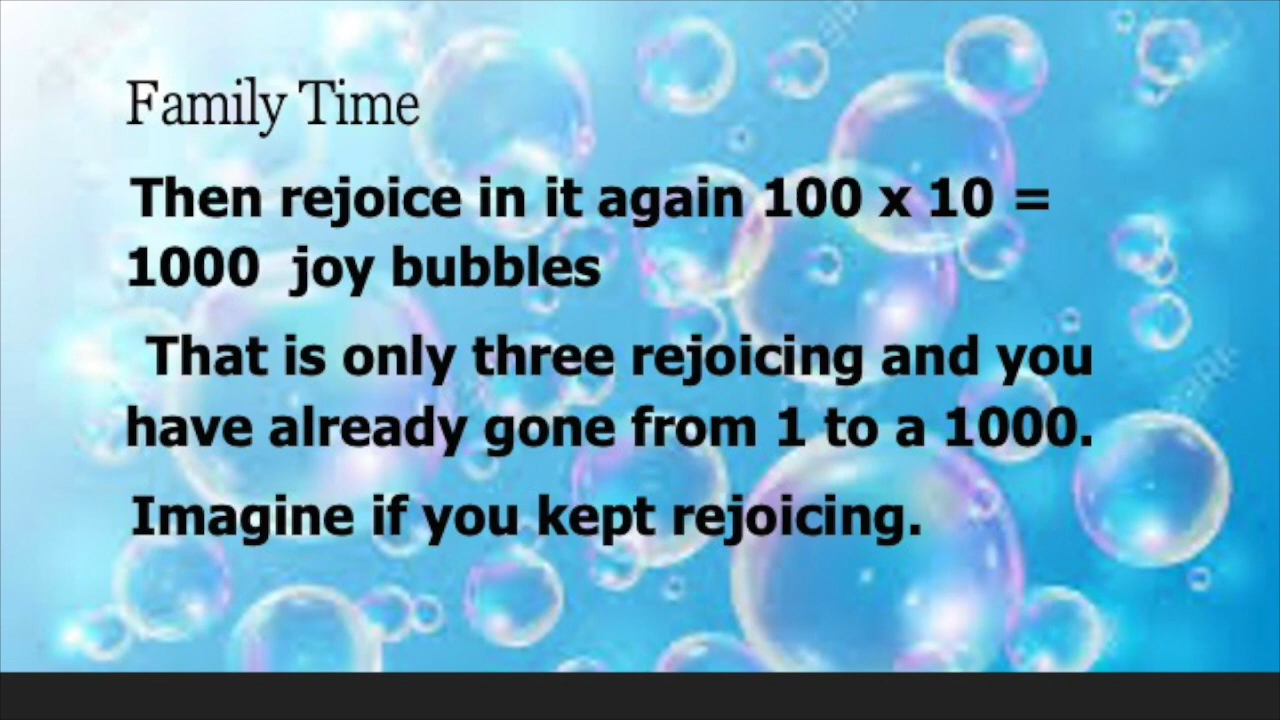 Family Time
Then rejoice in it again 100 x 10 =
1000  joy bubbles
That is only three rejoicing and you
have already gone from 1 to a 1000.
Imagine if you kept rejoicing.